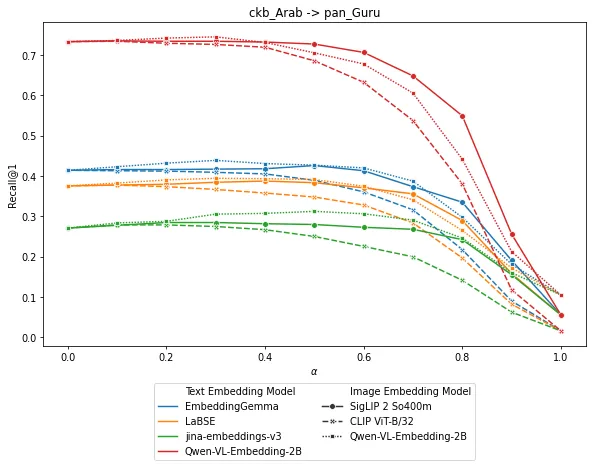 ckb_Arab -> pan_Guru
Recall@1
0.7
0.6
0.5
0.4
0.3
0.2
0.1
0.0
0.0 0.2 0.4 0.6 0.8 1.0
α
Text Embedding Model Image Embedding Model
EmbeddingGemma SigLIP 2 So400m
LaBSE CLIP ViT-B/32
jina-embeddings-v3 Qwen-VL-Embedding-2B
Qwen-VL-Embedding-2B